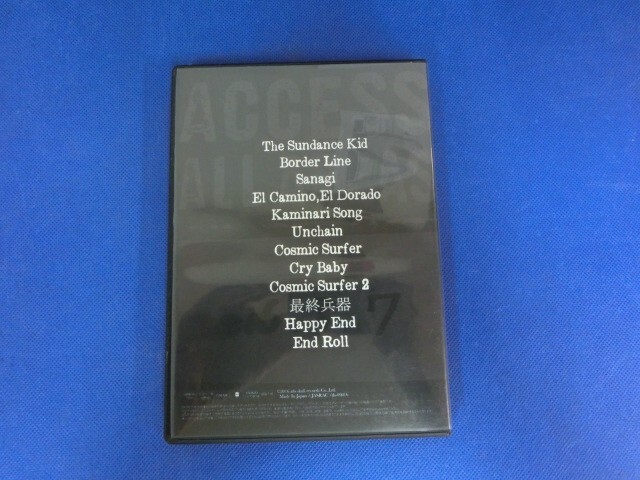 ACCESS
ALL
The Sundance Kid
Border Line
Sanagi
El Camino,El Dorado
Kaminari Song
Unchain
Cosmic Surfer
Cry Baby
Cosmic Surfer 2
最終兵器
Happy End
End Roll
7
Made in Japan